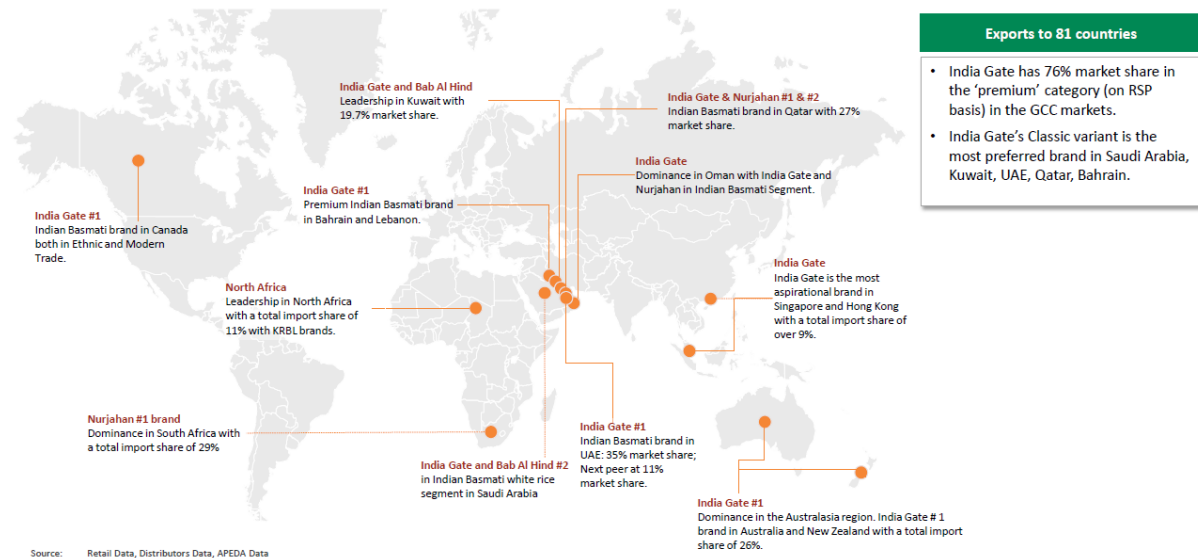 Exports to 81 countries
• India Gate has 76% market share in
the ‘premium’ category (on RSP
basis) in the GCC markets.
• India Gate’s Classic variant is the
most preferred brand in Saudi Arabia,
Kuwait, UAE, Qatar, Bahrain.
India Gate and Bab Al Hind
Leadership in Kuwait with
19.7% market share.
India Gate & Nurjahan #1 & #2
Indian Basmati brand in Qatar with 27%
market share.
India Gate
Dominance in Oman with India Gate and
Nurjahan in Indian Basmati Segment.
India Gate #1
Premium Indian Basmati brand
in Bahrain and Lebanon.
India Gate #1
Indian Basmati brand in Canada
both in Ethnic and Modern
Trade.
India Gate
India Gate is the most
aspirational brand in
Singapore and Hong Kong
with a total import share of
over 9%.
North Africa
Leadership in North Africa
with a total import share of
11% with KRBL brands.
Nurjahan #1 brand
Dominance in South Africa with
a total import share of 29%
India Gate and Bab Al Hind #2
in Indian Basmati white rice
segment in Saudi Arabia
India Gate #1
Indian Basmati brand in
UAE: 35% market share;
Next peer at 11%
market share.
India Gate #1
Dominance in the Australasia region. India Gate # 1
brand in Australia and New Zealand with a total import
share of 26%.
Source: Retail Data, Distributors Data, APEDA Data